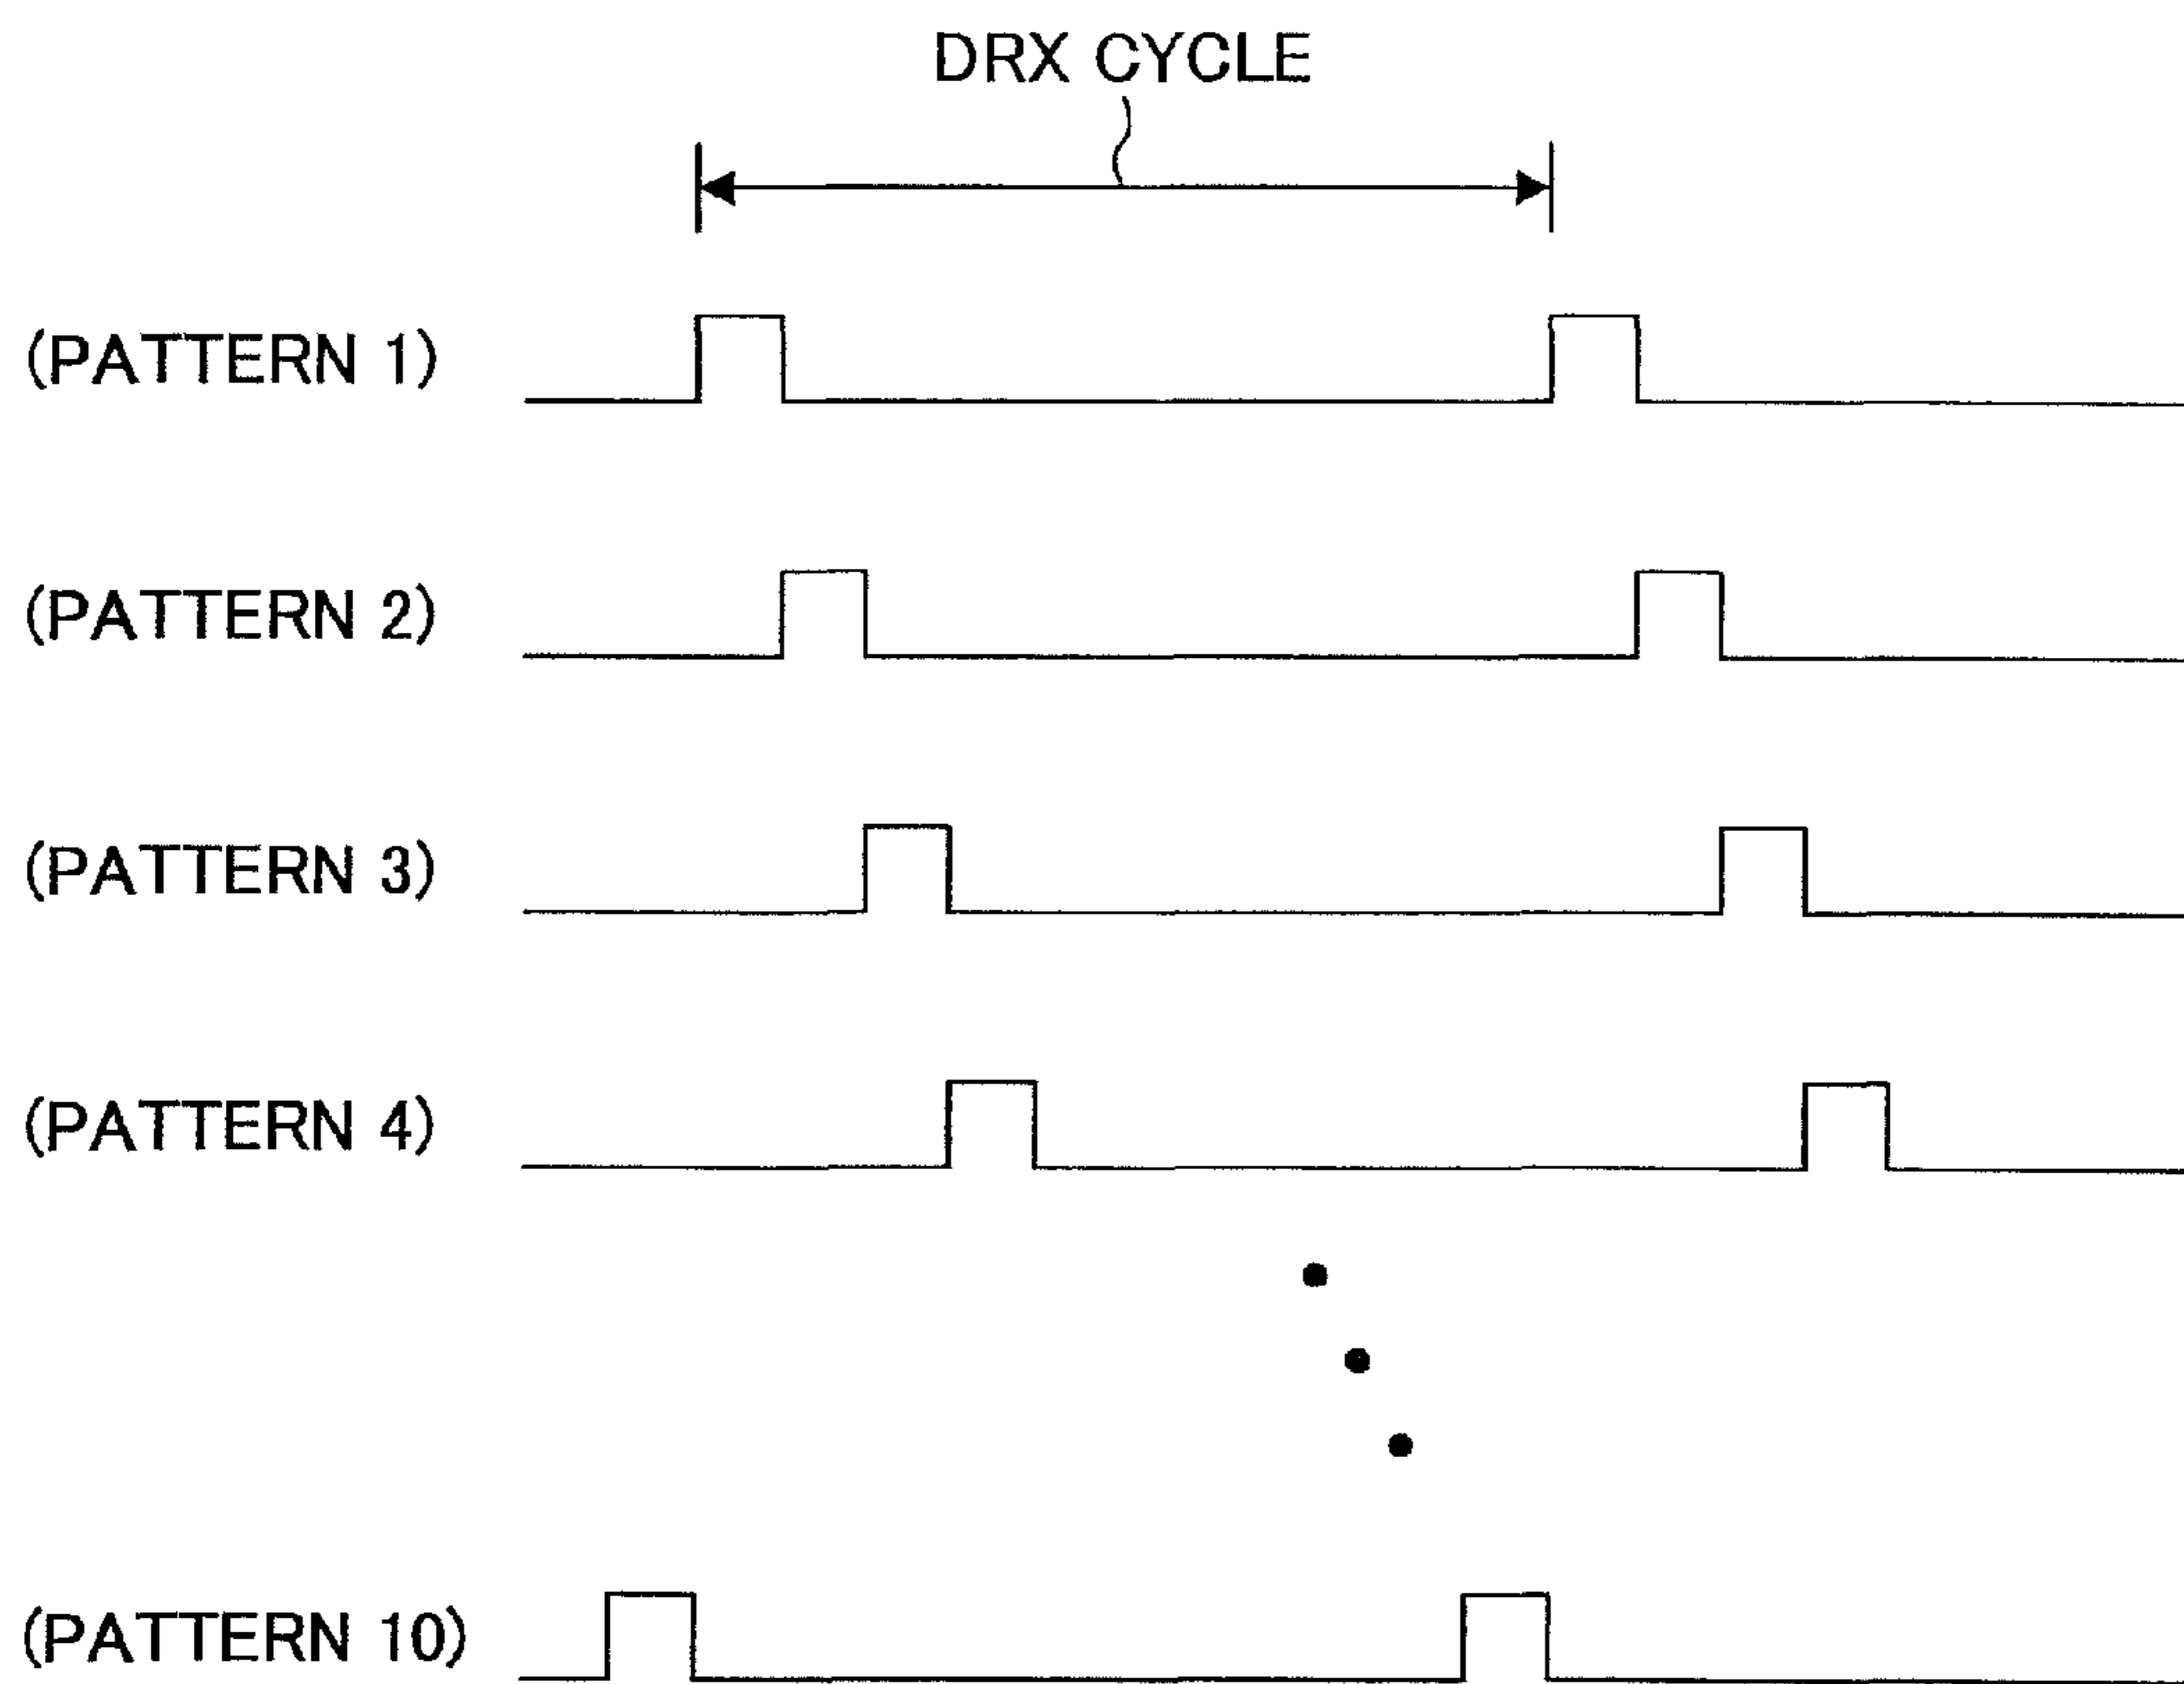 DRX CYCLE
(PATTERN 1)
(PATTERN 2)
(PATTERN 3)
(PATTERN 4)
(PATTERN 10)